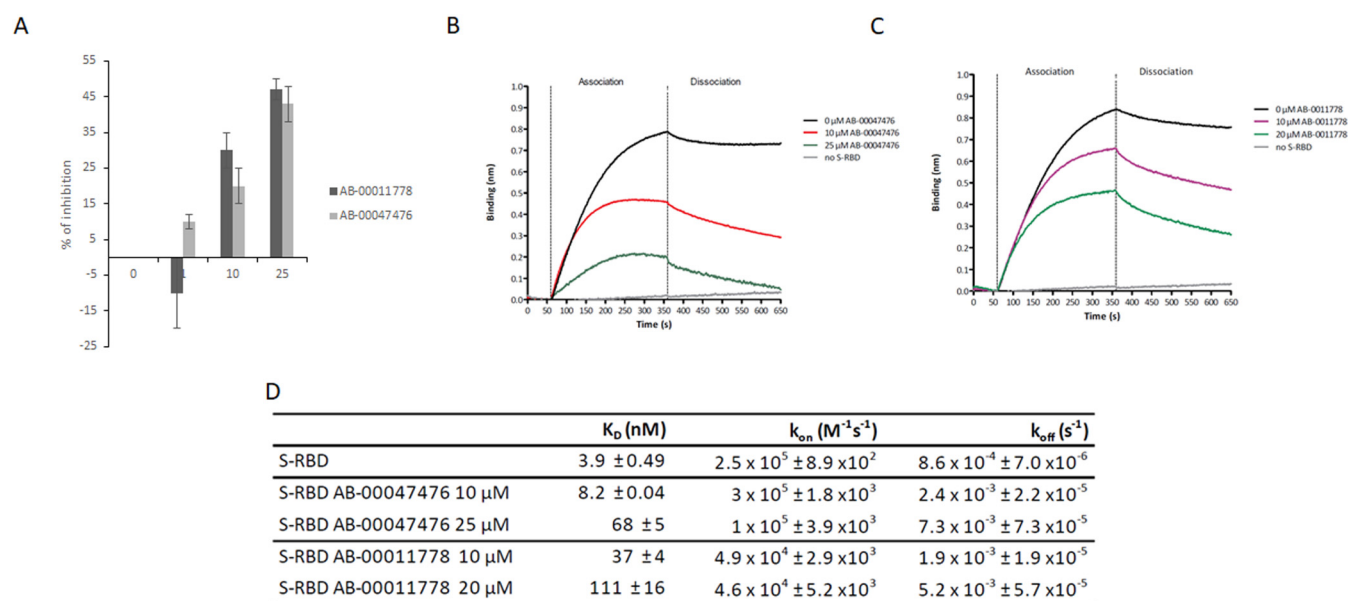 A
55
45
35
25
15
5
-5
-15
-25
% of inhibition
0
1
10
25
AB-00011778
AB-00047476
B
Association
Dissociation
1.0
0.9
0.8
0.7
0.6
0.5
0.4
0.3
0.2
0.1
0.0
Binding (nm)
0 50 100 150 200 250 300 350 400 450 500 550 600 650
Time (s)
0 µM AB-00047476
10 µM AB-00047476
25 µM AB-00047476
no S-RBD
C
Association
Dissociation
1.0
0.9
0.8
0.7
0.6
0.5
0.4
0.3
0.2
0.1
0.0
Binding (nm)
0 50 100 150 200 250 300 350 400 450 500 550 600 650
Time (s)
0 µM AB-0011778
10 µM AB-0011778
20 µM AB-0011778
no S-RBD
D
K_D (nM) k_on (M⁻¹s⁻¹) k_off (s⁻¹)
S-RBD 3.9 ±0.49 2.5 x 10⁵ ±8.9 x10² 8.6 x 10⁻⁴ ±7.0 x10⁻⁶
S-RBD AB-00047476 10 µM 8.2 ±0.04 3 x 10⁵ ±1.8 x10³ 2.4 x 10⁻³ ±2.2 x10⁻⁵
S-RBD AB-00047476 25 µM 68 ±5 1 x 10⁵ ±3.9 x10³ 7.3 x 10⁻³ ±7.3 x10⁻⁵
S-RBD AB-00011778 10 µM 37 ±4 4.9 x 10⁴ ±2.9 x10³ 1.9 x 10⁻³ ±1.9 x10⁻⁵
S-RBD AB-00011778 20 µM 111 ±16 4.6 x 10⁴ ±5.2 x10³ 5.2 x 10⁻³ ±5.7 x10⁻⁵